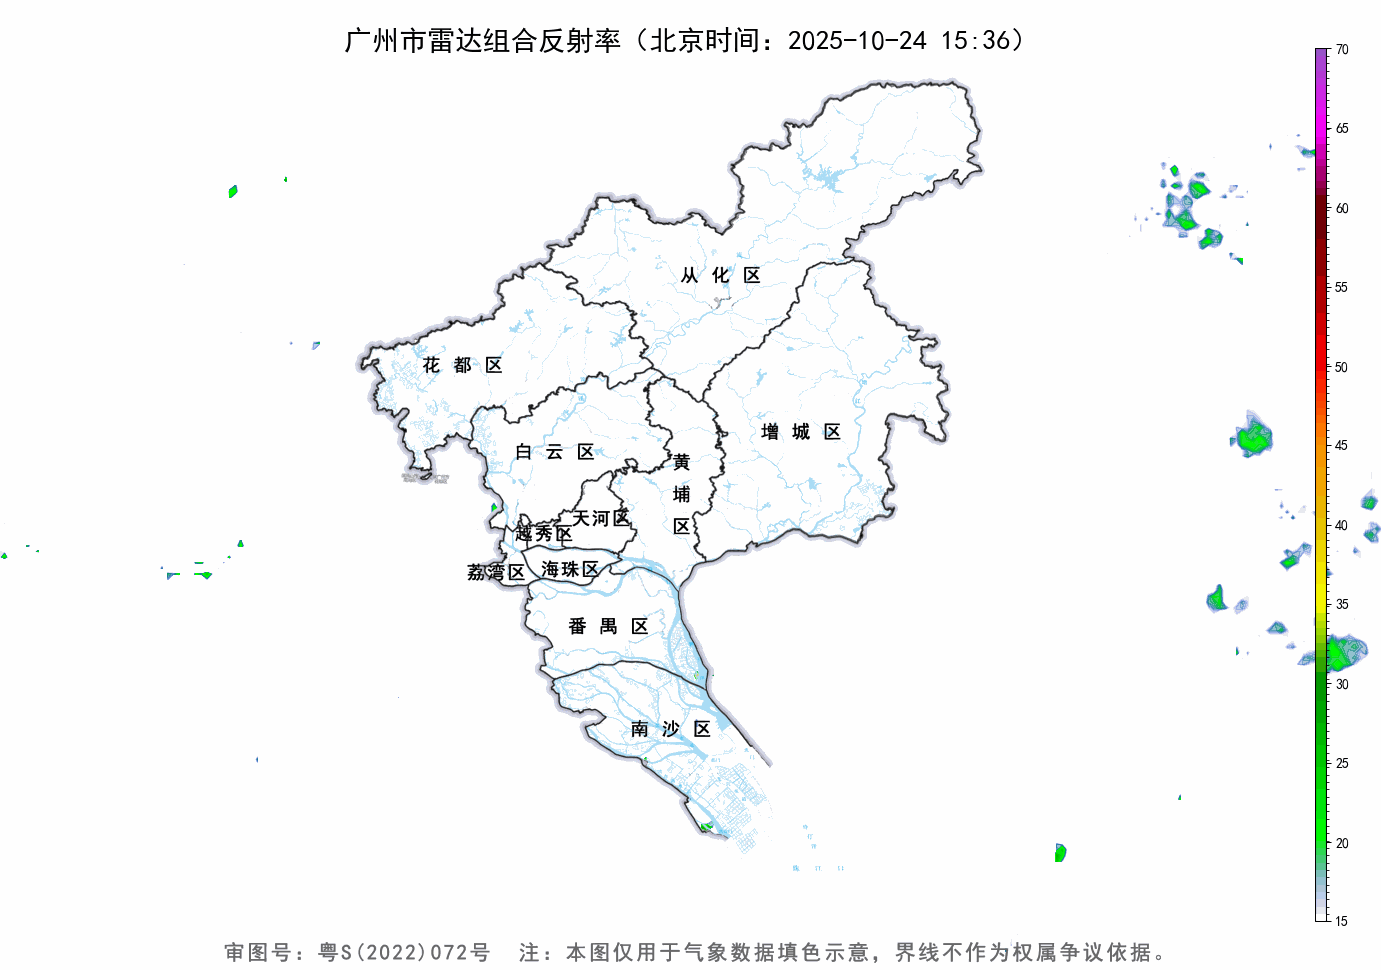 广州市雷达组合反射率（北京时间：2025-10-24 15:36）
70
65
60
55
50
45
40
35
30
25
20
15
从化区
花都区
增城区
白云区
黄埔区
天河区
越秀区
荔湾区
海珠区
番禺区
南沙区
审图号：粤S(2022)072号 注：本图仅用于气象数据填色示意，界线不作为权属争议依据。